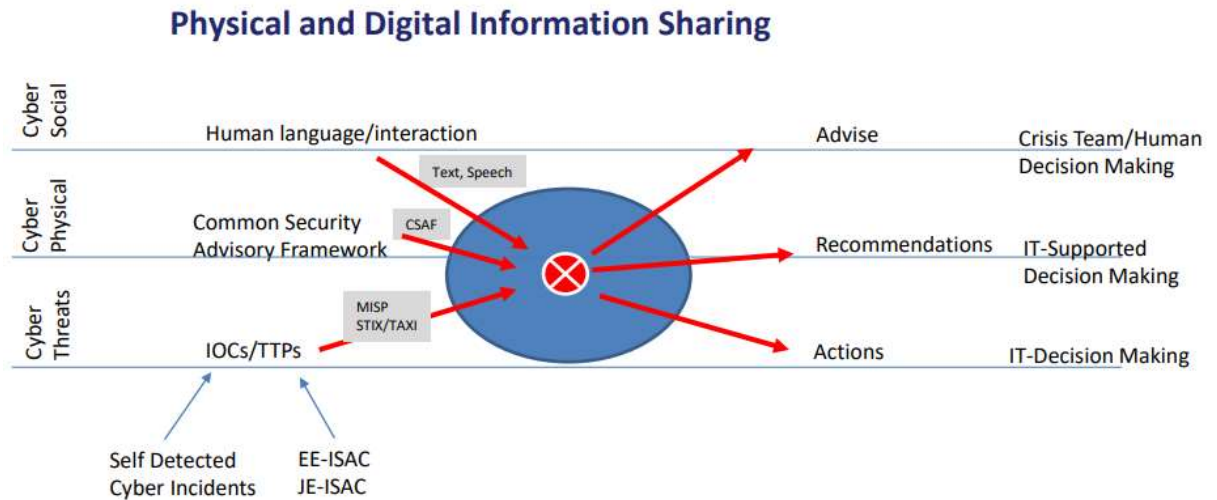 Physical and Digital Information Sharing
Cyber
Social
Human language/interaction
Advise
Crisis Team/Human
Decision Making
Text, Speech
Cyber
Physical
Common Security
Advisory Framework
CSAF
Recommendations
IT-Supported
Decision Making
Cyber
Threats
MISP
STIX/TAXI
IOCs/TTPs
Actions
IT-Decision Making
Self Detected
Cyber Incidents
EE-ISAC
JE-ISAC